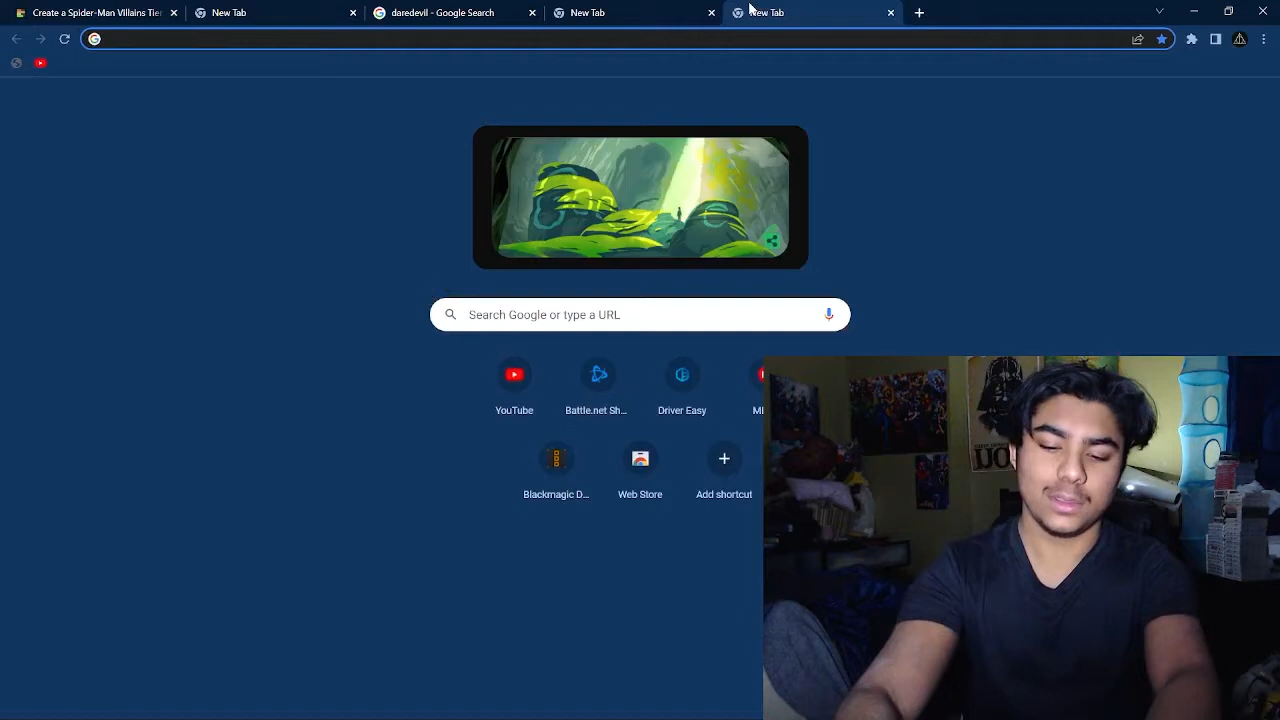 Create a Spider-Man Villains Tier
New Tab
daredevil - Google Search
New Tab
New Tab
Search Google or type a URL
YouTube
Battle.net Sh...
Driver Easy
Blackmagic D...
Web Store
Add shortcut